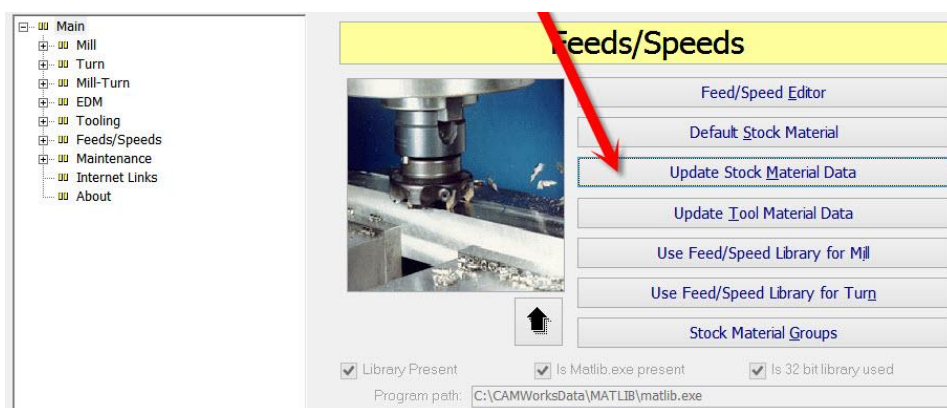 Main
Mill
Turn
Mill-Turn
EDM
Tooling
Feeds/Speeds
Maintenance
Internet Links
About
Feeds/Speeds
Feed/Speed Editor
Default Stock Material
Update Stock Material Data
Update Tool Material Data
Use Feed/Speed Library for Mill
Use Feed/Speed Library for Turn
Stock Material Groups
Library Present Is Matlib.exe present Is 32 bit library used
Program path: C:\CAMWorksData\MATLIB\matlib.exe